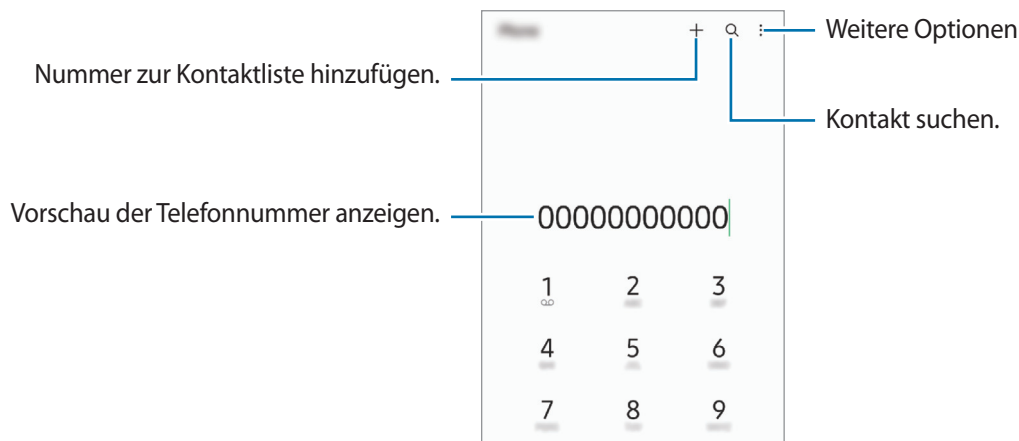 Weitere Optionen
Nummer zur Kontaktliste hinzufügen.
Kontakt suchen.
Vorschau der Telefonnummer anzeigen.
00000000000
1 2 3
4 5 6
7 8 9